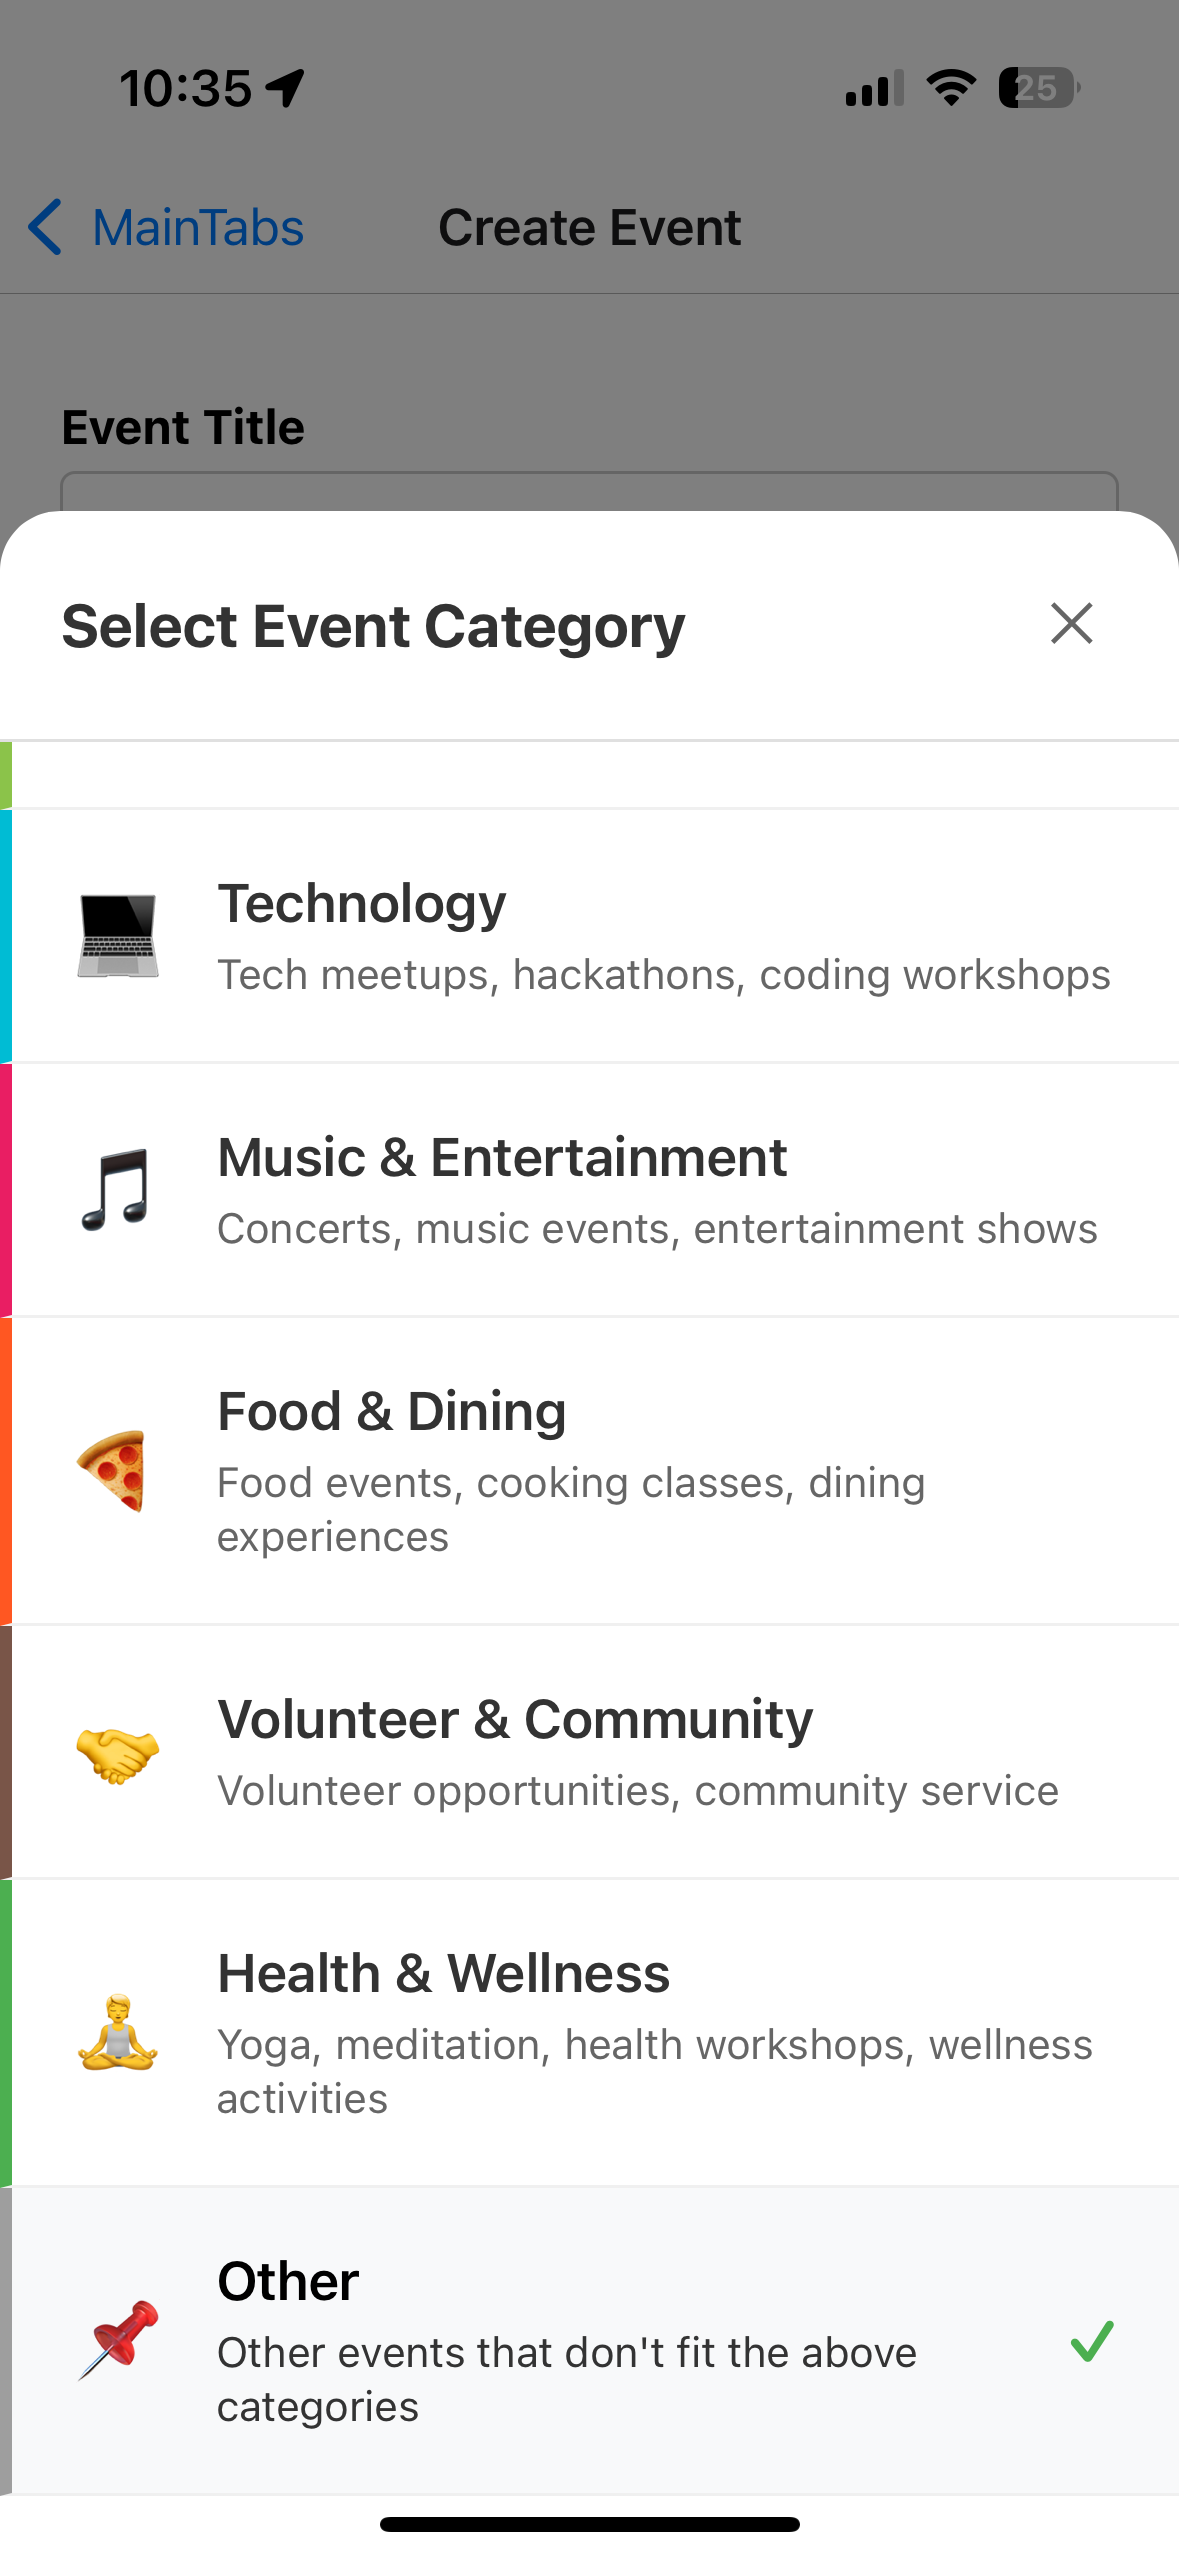 10:35
25
MainTabs
Create Event
Event Title
Select Event Category
Technology
Tech meetups, hackathons, coding workshops
Music & Entertainment
Concerts, music events, entertainment shows
Food & Dining
Food events, cooking classes, dining
experiences
Volunteer & Community
Volunteer opportunities, community service
Health & Wellness
Yoga, meditation, health workshops, wellness
activities
Other
Other events that don't fit the above
categories